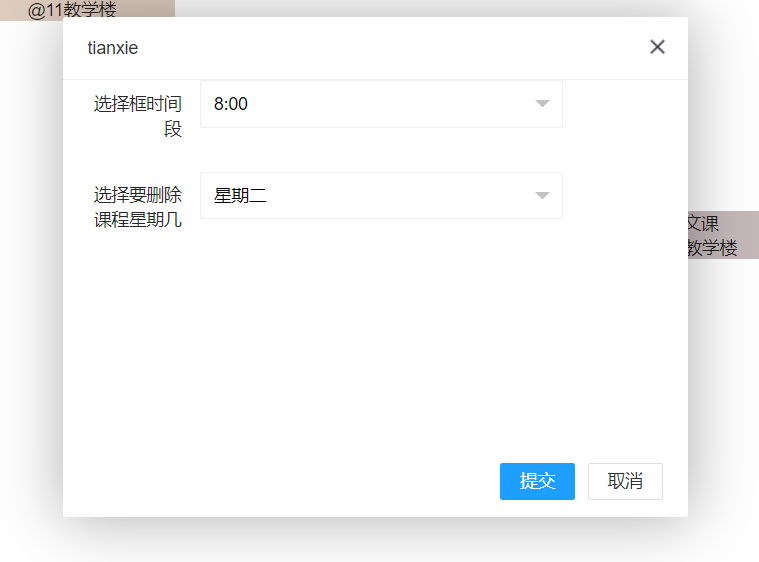 @11教学楼
tianxie
选择框时间
段
8:00
选择要删除
课程星期几
星期二
文课
教学楼
提交
取消